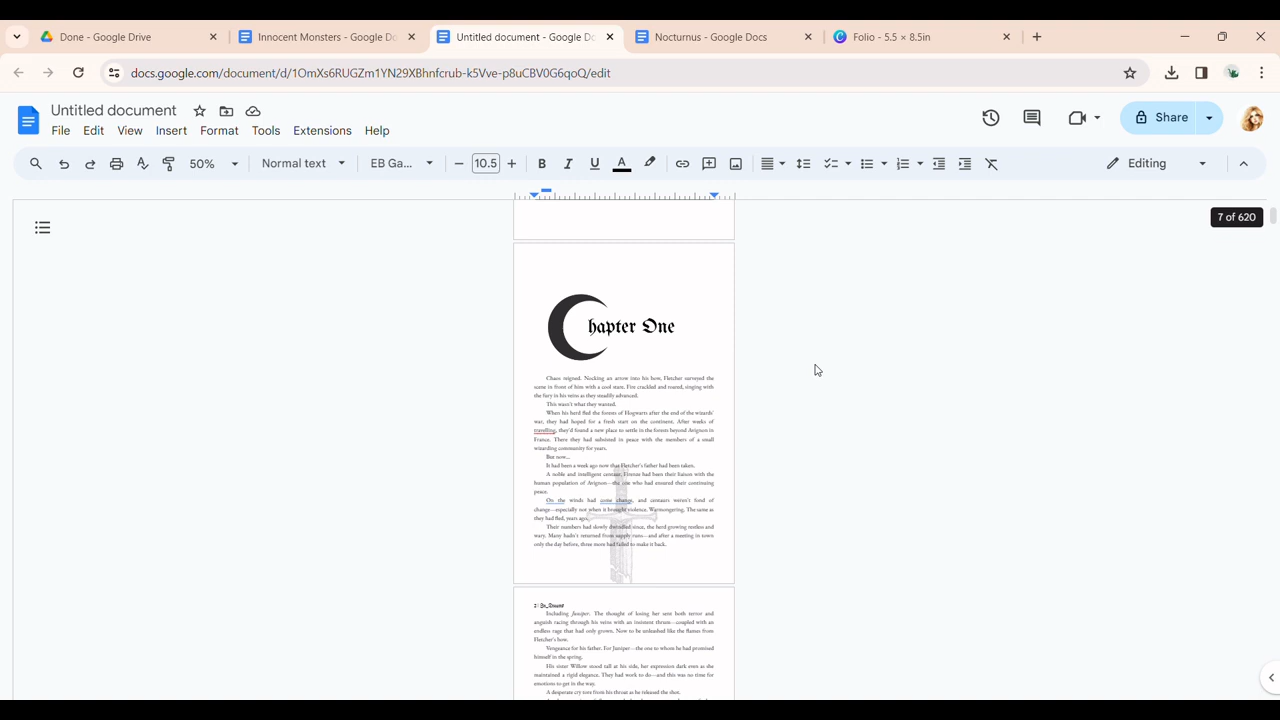 Done - Google Drive
Innocent Monsters - Google Do
Untitled document - Google Dc
Nocturnus - Google Docs
Folio - 5.5 × 8.5in
docs.google.com/document/d/1OmXs6RUGZm1YN29XBhnfcrub-k5Vve-p8uCBV0G6qoQ/edit
Untitled document
File Edit View Insert Format Tools Extensions Help
Share
50% Normal text EB Ga... 10.5 B I U A Editing
7 of 620
hapter One
Chaos reigned. Nocking an arrow into his bow, Fletcher surveyed the
scene in front of him with a cool stare. Fire crackled and roared, singing with
the fury in his veins as they steadily advanced.
This wasn't what they wanted.
When his herd fled the forests of Hogwarts after the end of the wizards'
war, they had hoped for a fresh start on the continent. After weeks of
travelling, they'd found a new place to settle in the forests beyond Avignon in
France. There they had subsisted in peace with the members of a small
wizarding community for years.
But now...
It had been a week ago now that Fletcher's father had been taken.
A noble and intelligent centaur, Firenze had been their liaison with the
human population of Avignon—the one who had ensured their continuing
peace.
On the winds had come change, and centaurs weren't fond of
change—especially not when it brought violence. Warmongering. The same as
they had fled, years ago.
Their numbers had slowly dwindled since, the herd growing restless and
wary. Many hadn't returned from supply runs—and after a meeting in town
only the day before, three more had failed to make it back.
Including Juniper. The thought of losing her sent both terror and
anguish racing through his veins with an insistent thrum—coupled with an
endless rage that had only grown. Now to be unleashed like the flames from
Fletcher's bow.
Vengeance for his father. For Juniper—the one to whom he had promised
himself in the spring.
His sister Willow stood tall at his side, her expression dark even as she
maintained a rigid elegance. They had work to do—and this was no time for
emotions to get in the way.
A desperate cry tore from his throat as he released the shot.